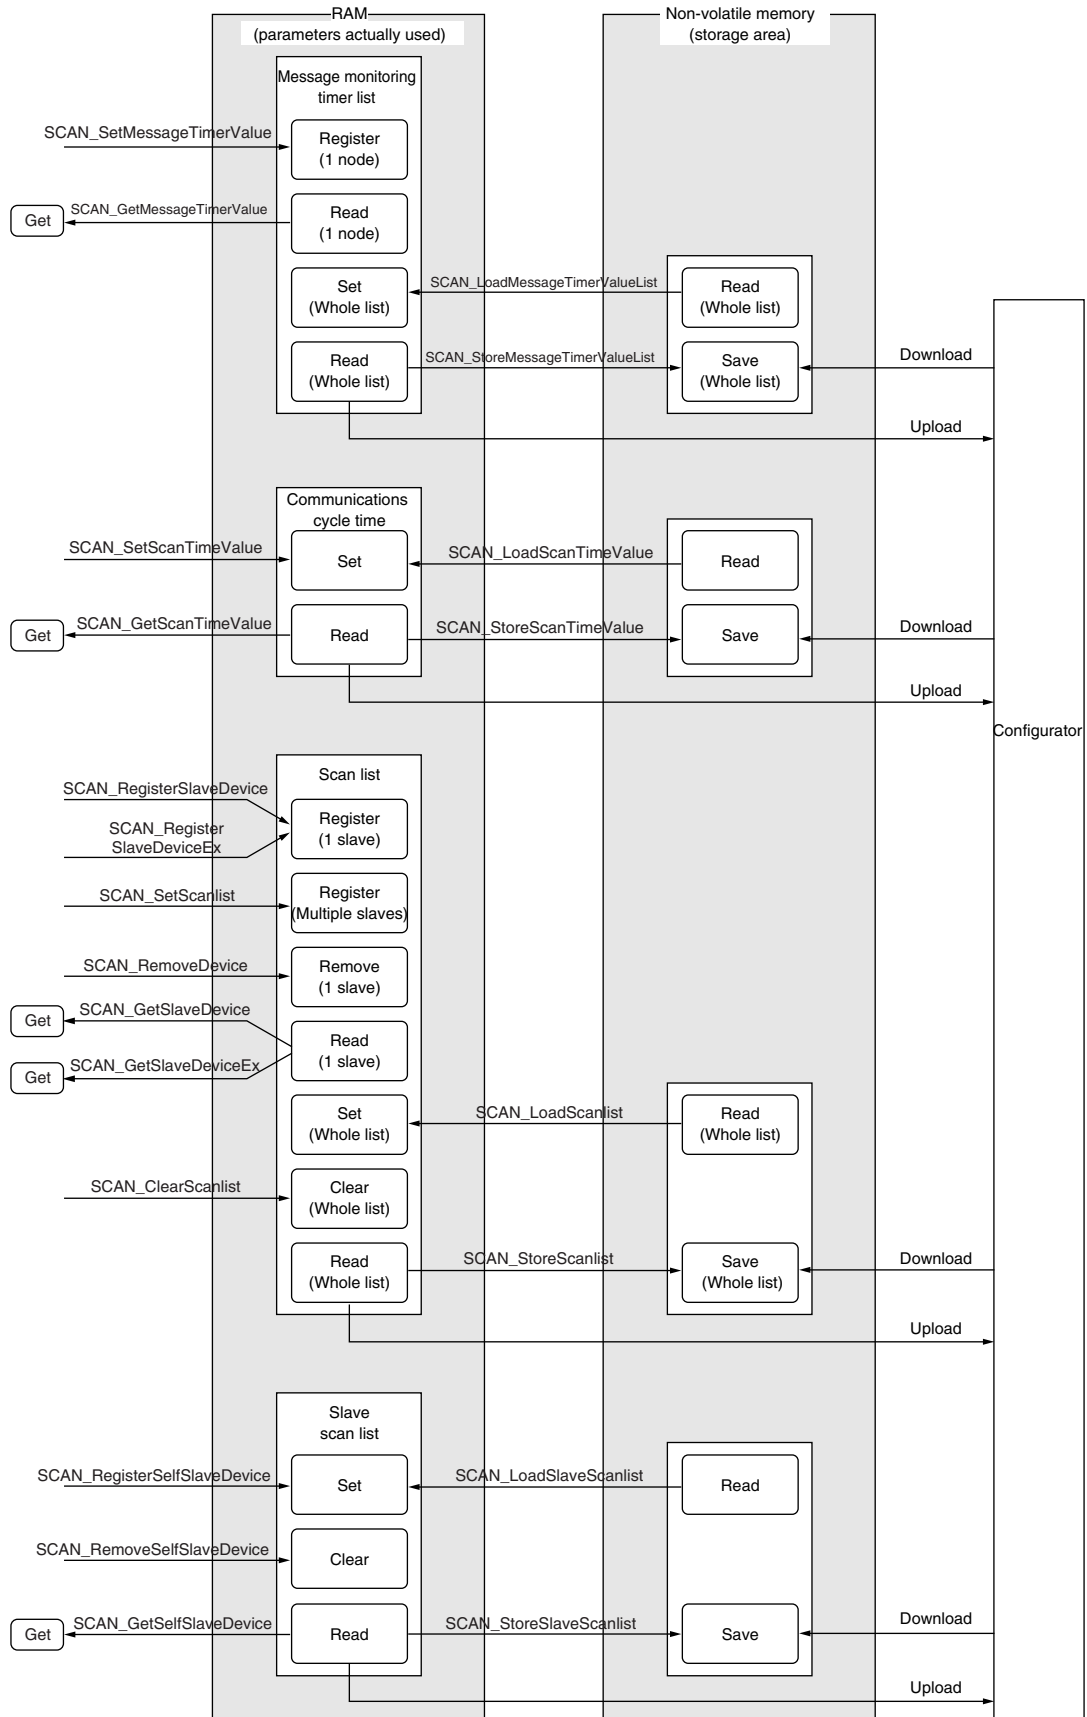 RAM
(parameters actually used)
Non-volatile memory
(storage area)
Message monitoring
timer list
SCAN_SetMessageTimerValue
Register
(1 node)
Get
SCAN_GetMessageTimerValue
Read
(1 node)
Set
(Whole list)
SCAN_LoadMessageTimerValueList
Read
(Whole list)
Read
(Whole list)
SCAN_StoreMessageTimerValueList
Save
(Whole list)
Download
Upload
Communications
cycle time
SCAN_SetScanTimeValue
Set
SCAN_LoadScanTimeValue
Read
Get
SCAN_GetScanTimeValue
Read
SCAN_StoreScanTimeValue
Save
Download
Upload
Configurator
Scan list
SCAN_RegisterSlaveDevice
SCAN_Register
SlaveDeviceEx
Register
(1 slave)
SCAN_SetScanlist
Register
(Multiple slaves)
SCAN_RemoveDevice
Remove
(1 slave)
Get
SCAN_GetSlaveDevice
Read
(1 slave)
Get
SCAN_GetSlaveDeviceEx
Set
(Whole list)
SCAN_LoadScanlist
Read
(Whole list)
SCAN_ClearScanlist
Clear
(Whole list)
Read
(Whole list)
SCAN_StoreScanlist
Save
(Whole list)
Download
Upload
Slave
scan list
SCAN_RegisterSelfSlaveDevice
Set
SCAN_LoadSlaveScanlist
Read
SCAN_RemoveSelfSlaveDevice
Clear
Get
SCAN_GetSelfSlaveDevice
Read
SCAN_StoreSlaveScanlist
Save
Download
Upload